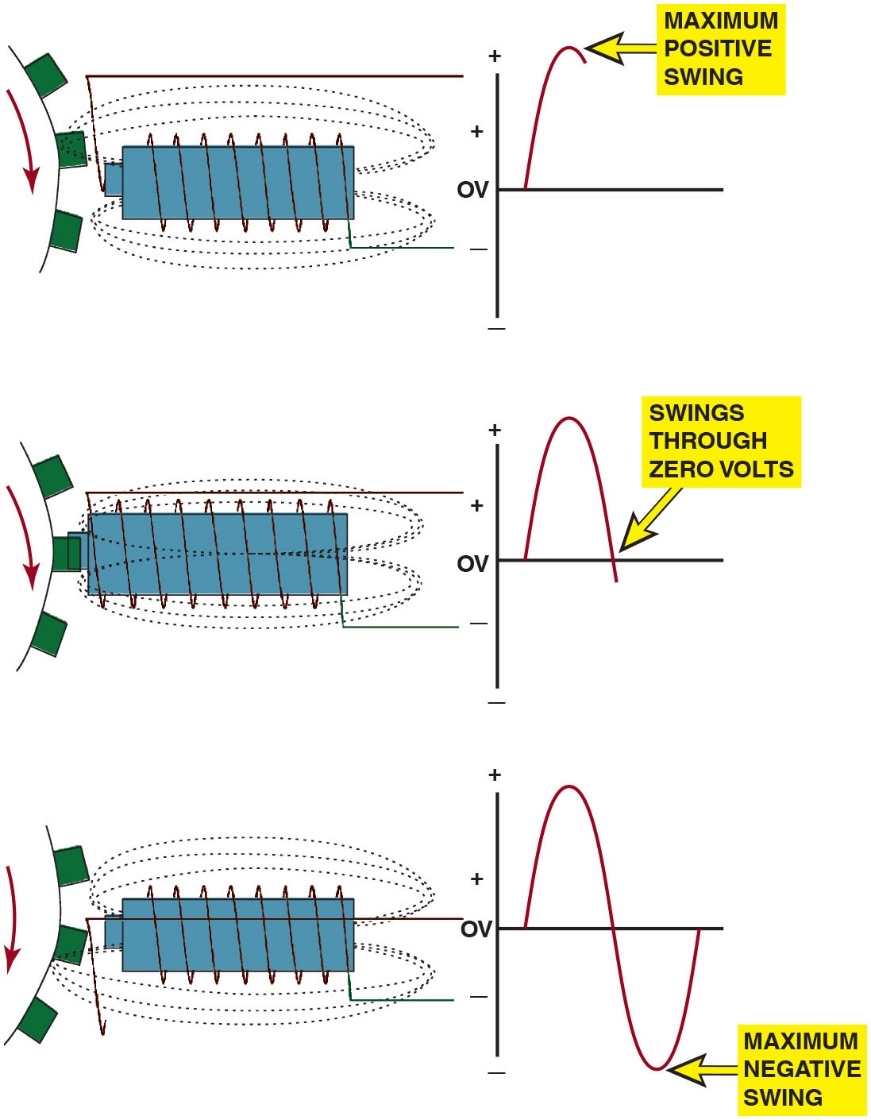 MAXIMUM
POSITIVE
SWING
+
+
OV
—
—
SWINGS
THROUGH
ZERO VOLTS
+
+
OV
—
—
+
+
OV
—
—
MAXIMUM
NEGATIVE
SWING